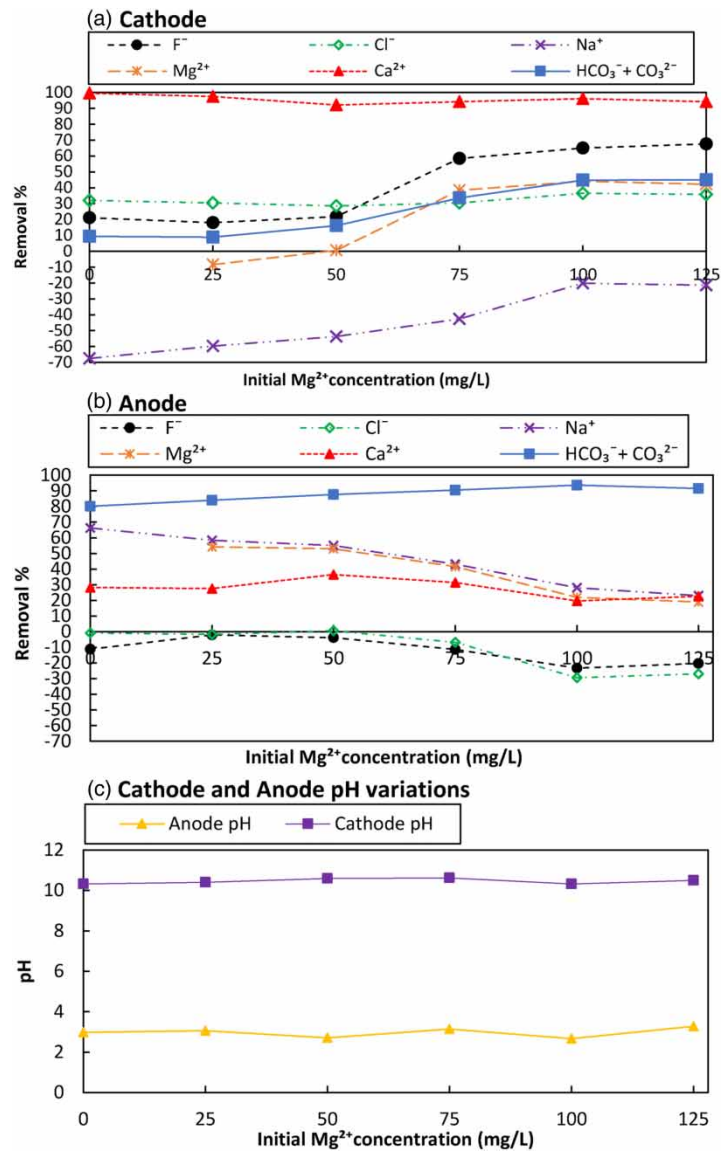 (a) Cathode
F⁻ Cl⁻ Na⁺
Mg²⁺ Ca²⁺ HCO₃⁻+ CO₃²⁻
100
90
80
70
60
50
40
30
20
10
0
-10
-20
-30
-40
-50
-60
-70
Removal %
0 25 50 75 100 125
Initial Mg²⁺concentration (mg/L)
(b) Anode
F⁻ Cl⁻ Na⁺
Mg²⁺ Ca²⁺ HCO₃⁻+ CO₃²⁻
100
90
80
70
60
50
40
30
20
10
0
-10
-20
-30
-40
-50
-60
-70
Removal %
0 25 50 75 100 125
Initial Mg²⁺concentration (mg/L)
(c) Cathode and Anode pH variations
Anode pH Cathode pH
12
10
8
6
4
2
0
pH
0 25 50 75 100 125
Initial Mg²⁺concentration (mg/L)